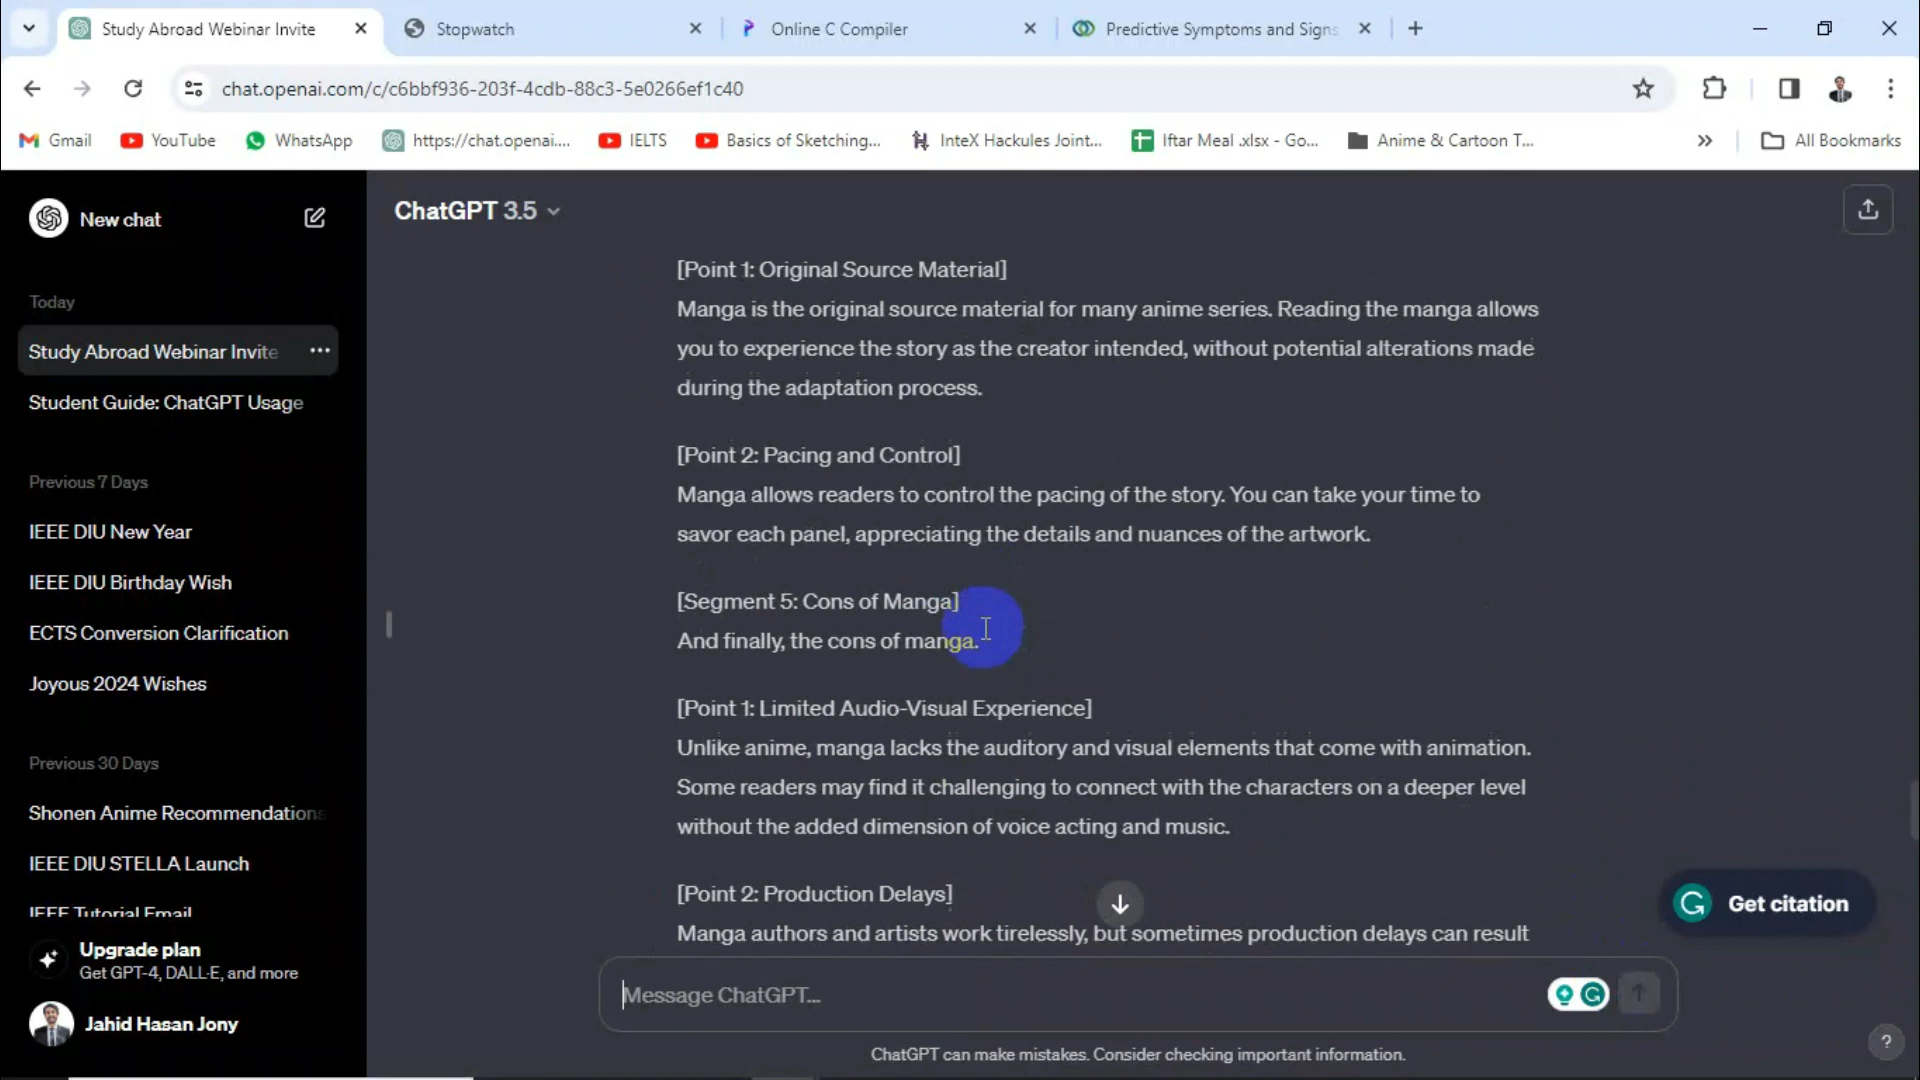 Study Abroad Webinar Invite
Stopwatch
Online C Compiler
Predictive Symptoms and Signs
chat.openai.com/c/c6bbf936-203f-4cdb-88c3-5e0266ef1c40
Gmail
YouTube
WhatsApp
https://chat.openai....
IELTS
Basics of Sketching...
InteX Hackules Joint...
Iftar Meal .xlsx - Go...
Anime & Cartoon T...
All Bookmarks
New chat
Today
Study Abroad Webinar Invite
Student Guide: ChatGPT Usage
Previous 7 Days
IEEE DIU New Year
IEEE DIU Birthday Wish
ECTS Conversion Clarification
Joyous 2024 Wishes
Previous 30 Days
Shonen Anime Recommendations
IEEE DIU STELLA Launch
IEEE Tutorial Email
Upgrade plan
Get GPT-4, DALL·E, and more
Jahid Hasan Jony
ChatGPT 3.5
[Point 1: Original Source Material]
Manga is the original source material for many anime series. Reading the manga allows
you to experience the story as the creator intended, without potential alterations made
during the adaptation process.
[Point 2: Pacing and Control]
Manga allows readers to control the pacing of the story. You can take your time to
savor each panel, appreciating the details and nuances of the artwork.
[Segment 5: Cons of Manga]
And finally, the cons of manga.
[Point 1: Limited Audio-Visual Experience]
Unlike anime, manga lacks the auditory and visual elements that come with animation.
Some readers may find it challenging to connect with the characters on a deeper level
without the added dimension of voice acting and music.
[Point 2: Production Delays]
Manga authors and artists work tirelessly, but sometimes production delays can result
Get citation
Message ChatGPT...
ChatGPT can make mistakes. Consider checking important information.
?